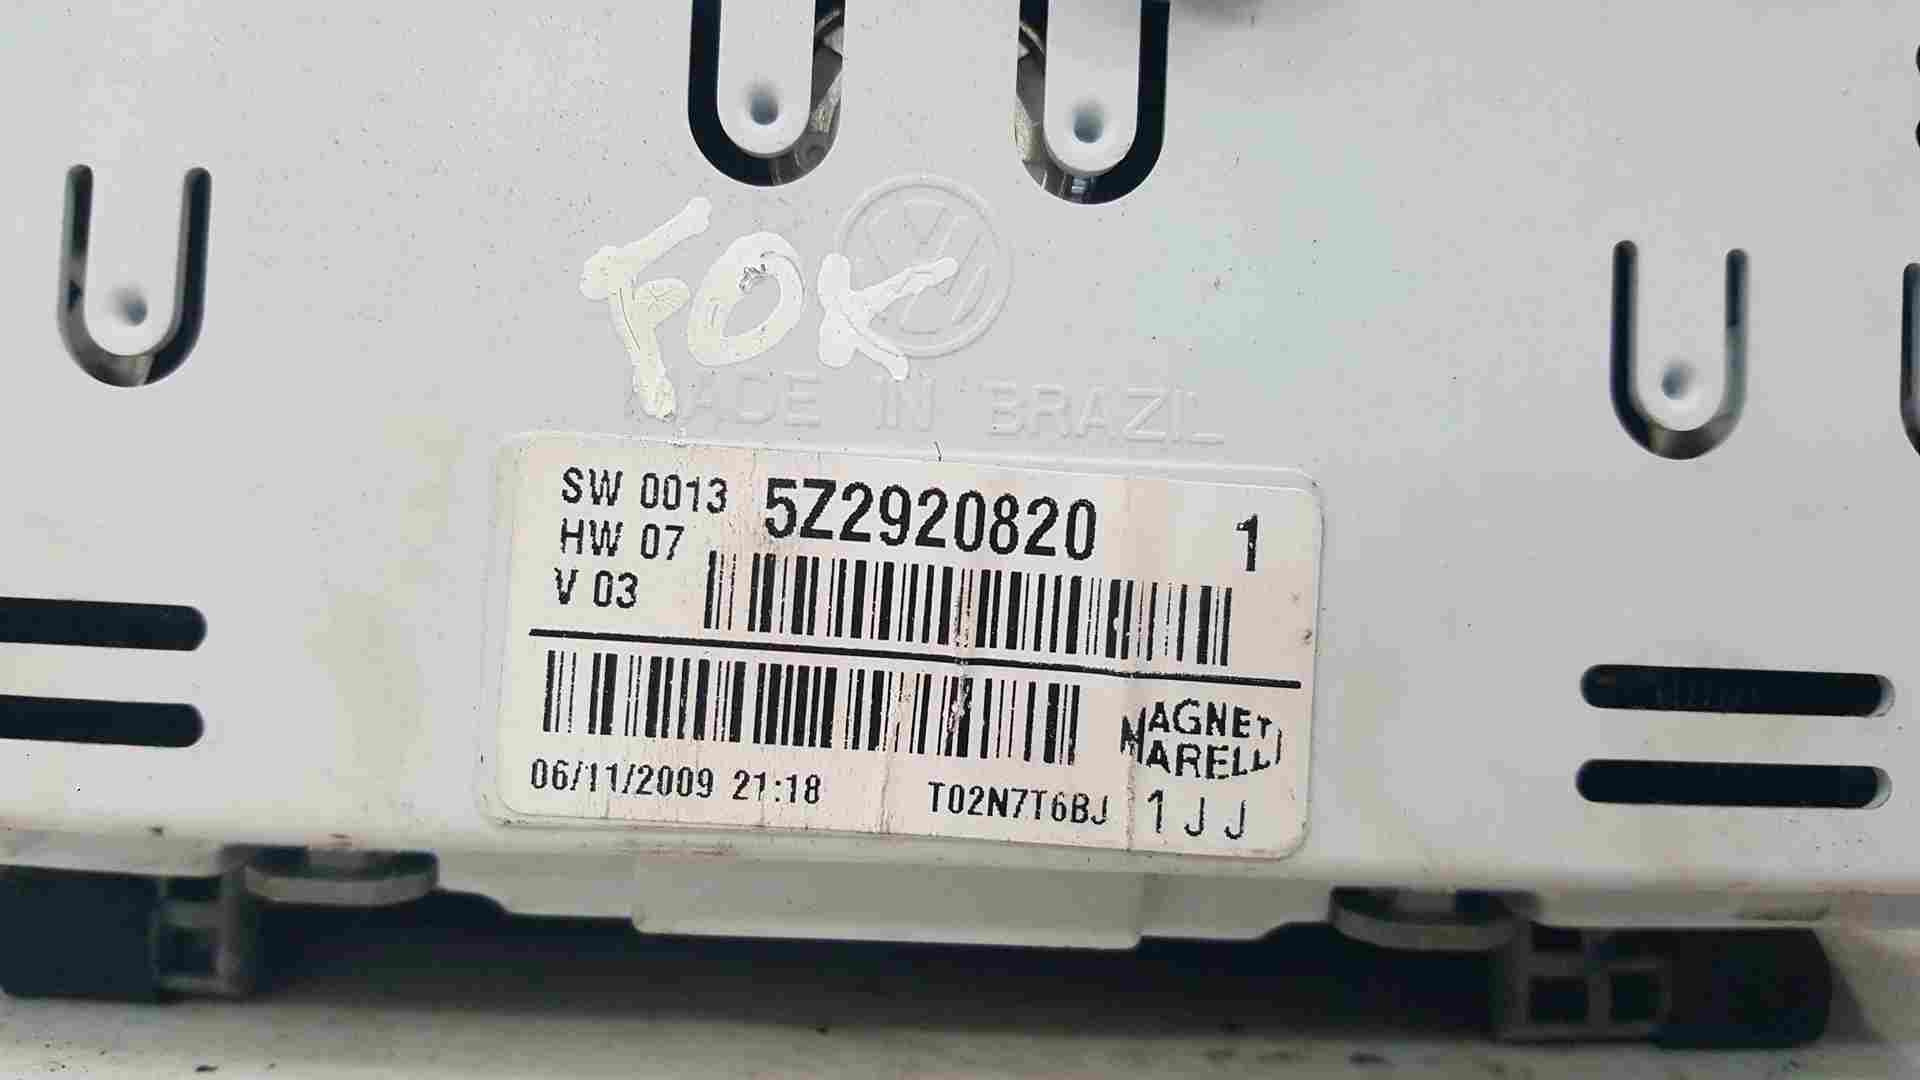 FOX
MADE IN BRAZIL
SW 0013 5Z2920820 1
HW 07
V 03
MAGNETI
MARELLI
06/11/2009 21:18 T02N7T6BJ 1JJ